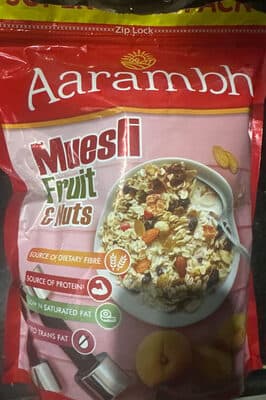 Zip Lock
Aarambh
Muesli
Fruit
& Nuts
SOURCE OF DIETARY FIBRE
SOURCE OF PROTEIN
LOW IN SATURATED FAT
NO TRANS FAT